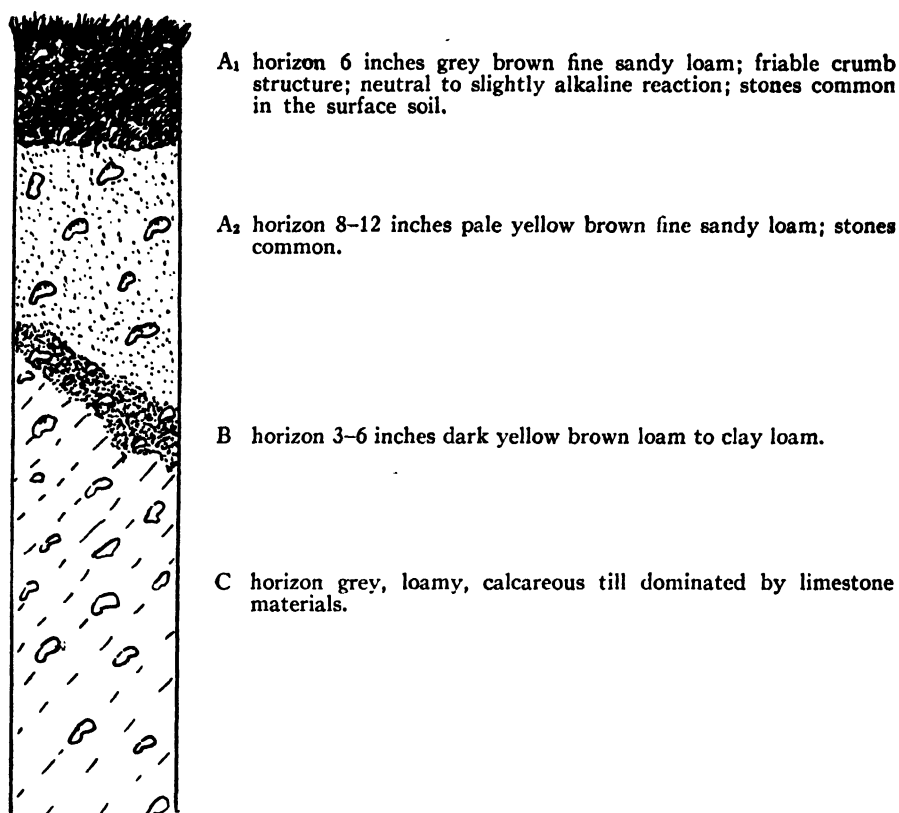 A₁ horizon 6 inches grey brown fine sandy loam; friable crumb
structure; neutral to slightly alkaline reaction; stones common
in the surface soil.
A₂ horizon 8–12 inches pale yellow brown fine sandy loam; stones
common.
B horizon 3–6 inches dark yellow brown loam to clay loam.
C horizon grey, loamy, calcareous till dominated by limestone
materials.